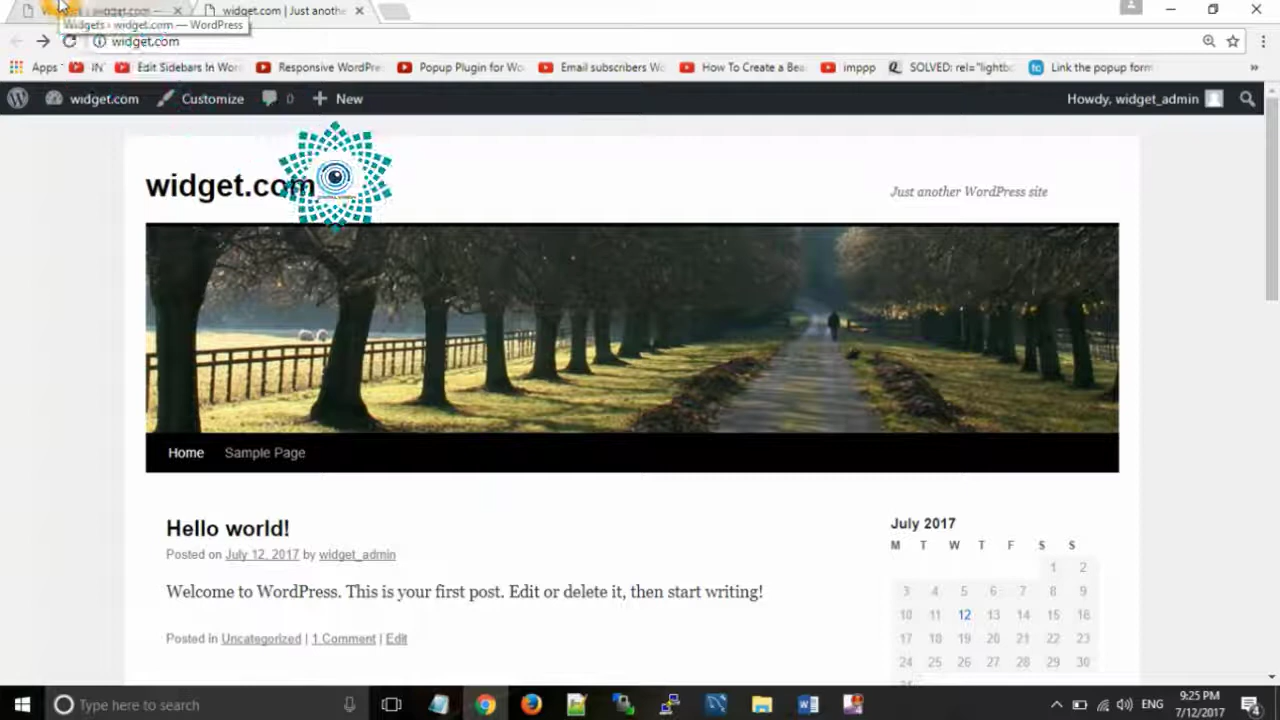 widget.com | Just anothe
Widgets ‹ widget.com — WordPress
widget.com
Apps
Edit Sidebars In Wor
Responsive WordPre
Popup Plugin for Wo
Email subscribers Wo
How To Create a Bea
imppp
SOLVED: rel="lightb
Link the popup form
»
widget.com
Customize
0
New
Howdy, widget_admin
widget.com
Just another WordPress site
Home
Sample Page
Hello world!
Posted on July 12, 2017 by widget_admin
Welcome to WordPress. This is your first post. Edit or delete it, then start writing!
Posted in Uncategorized | 1 Comment | Edit
July 2017
M T W T F S S
1 2
3 4 5 6 7 8 9
10 11 12 13 14 15 16
17 18 19 20 21 22 23
24 25 26 27 28 29 30
Type here to search
ENG
9:25 PM
7/12/2017
4